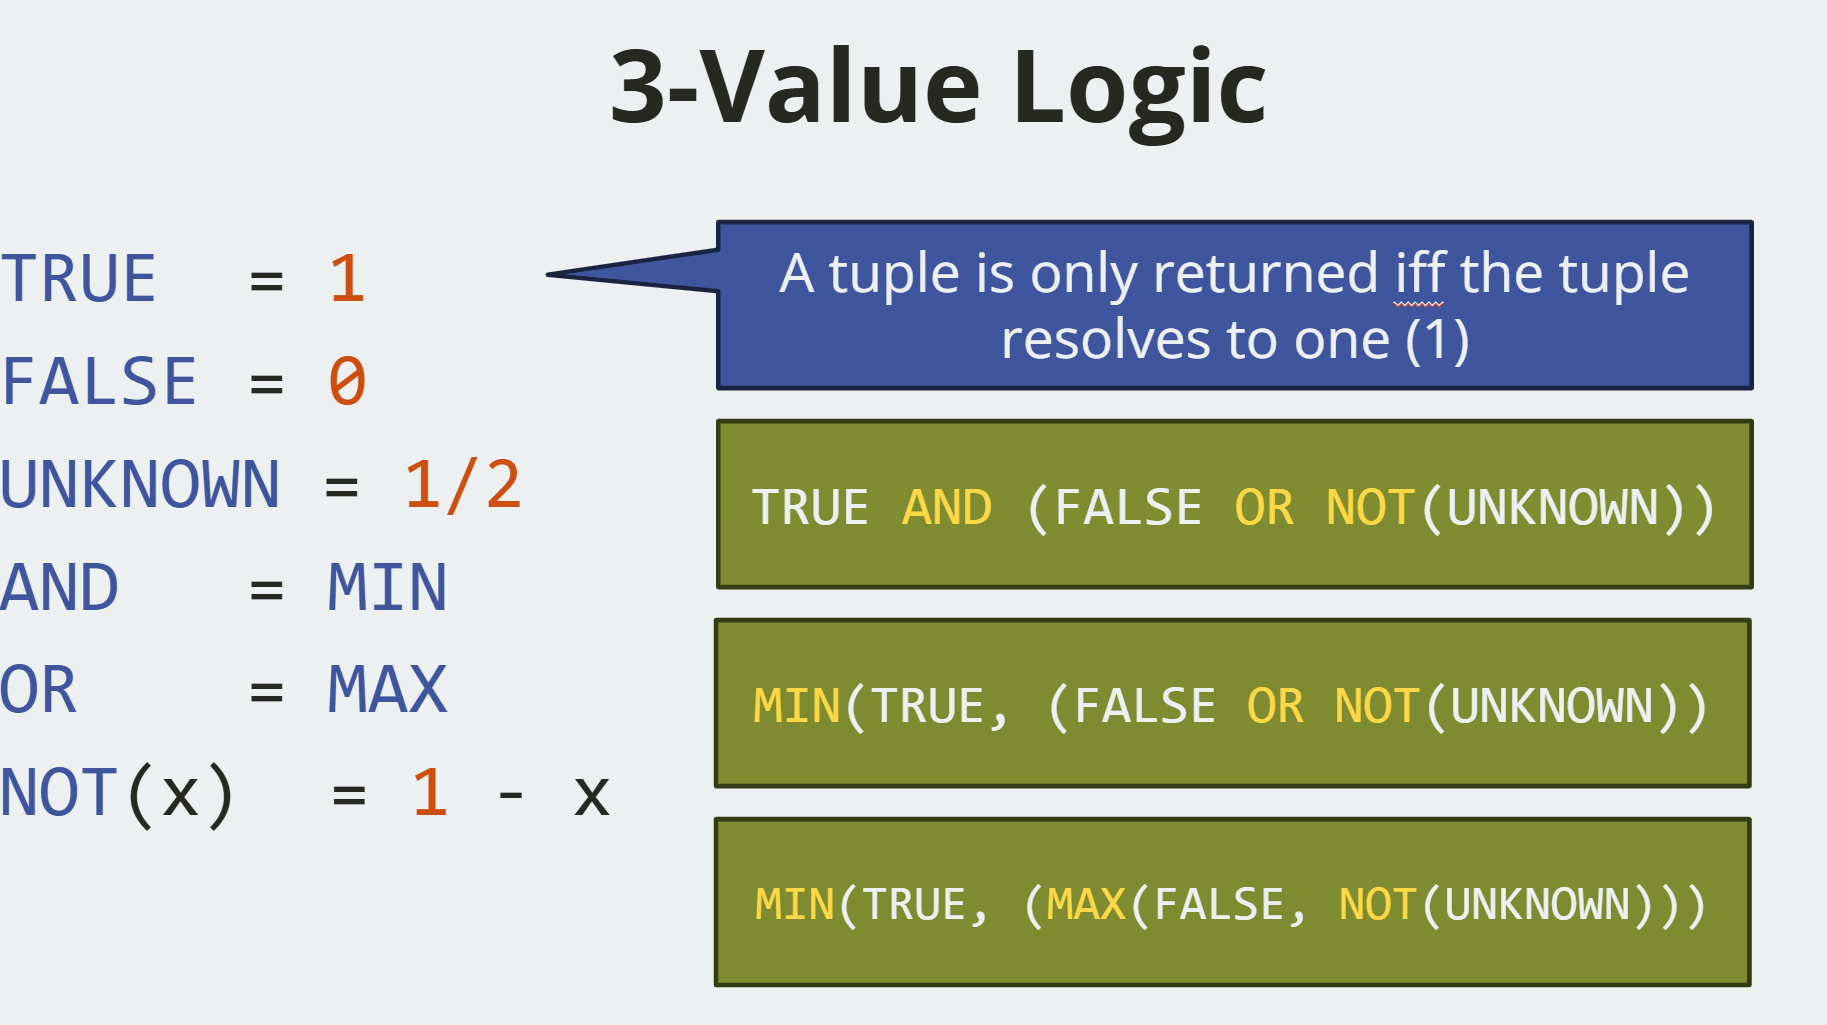 3-Value Logic
TRUE = 1
FALSE = 0
UNKNOWN = 1/2
AND = MIN
OR = MAX
NOT(x) = 1 - x
A tuple is only returned iff the tuple
resolves to one (1)
TRUE AND (FALSE OR NOT(UNKNOWN))
MIN(TRUE, (FALSE OR NOT(UNKNOWN))
MIN(TRUE, (MAX(FALSE, NOT(UNKNOWN)))